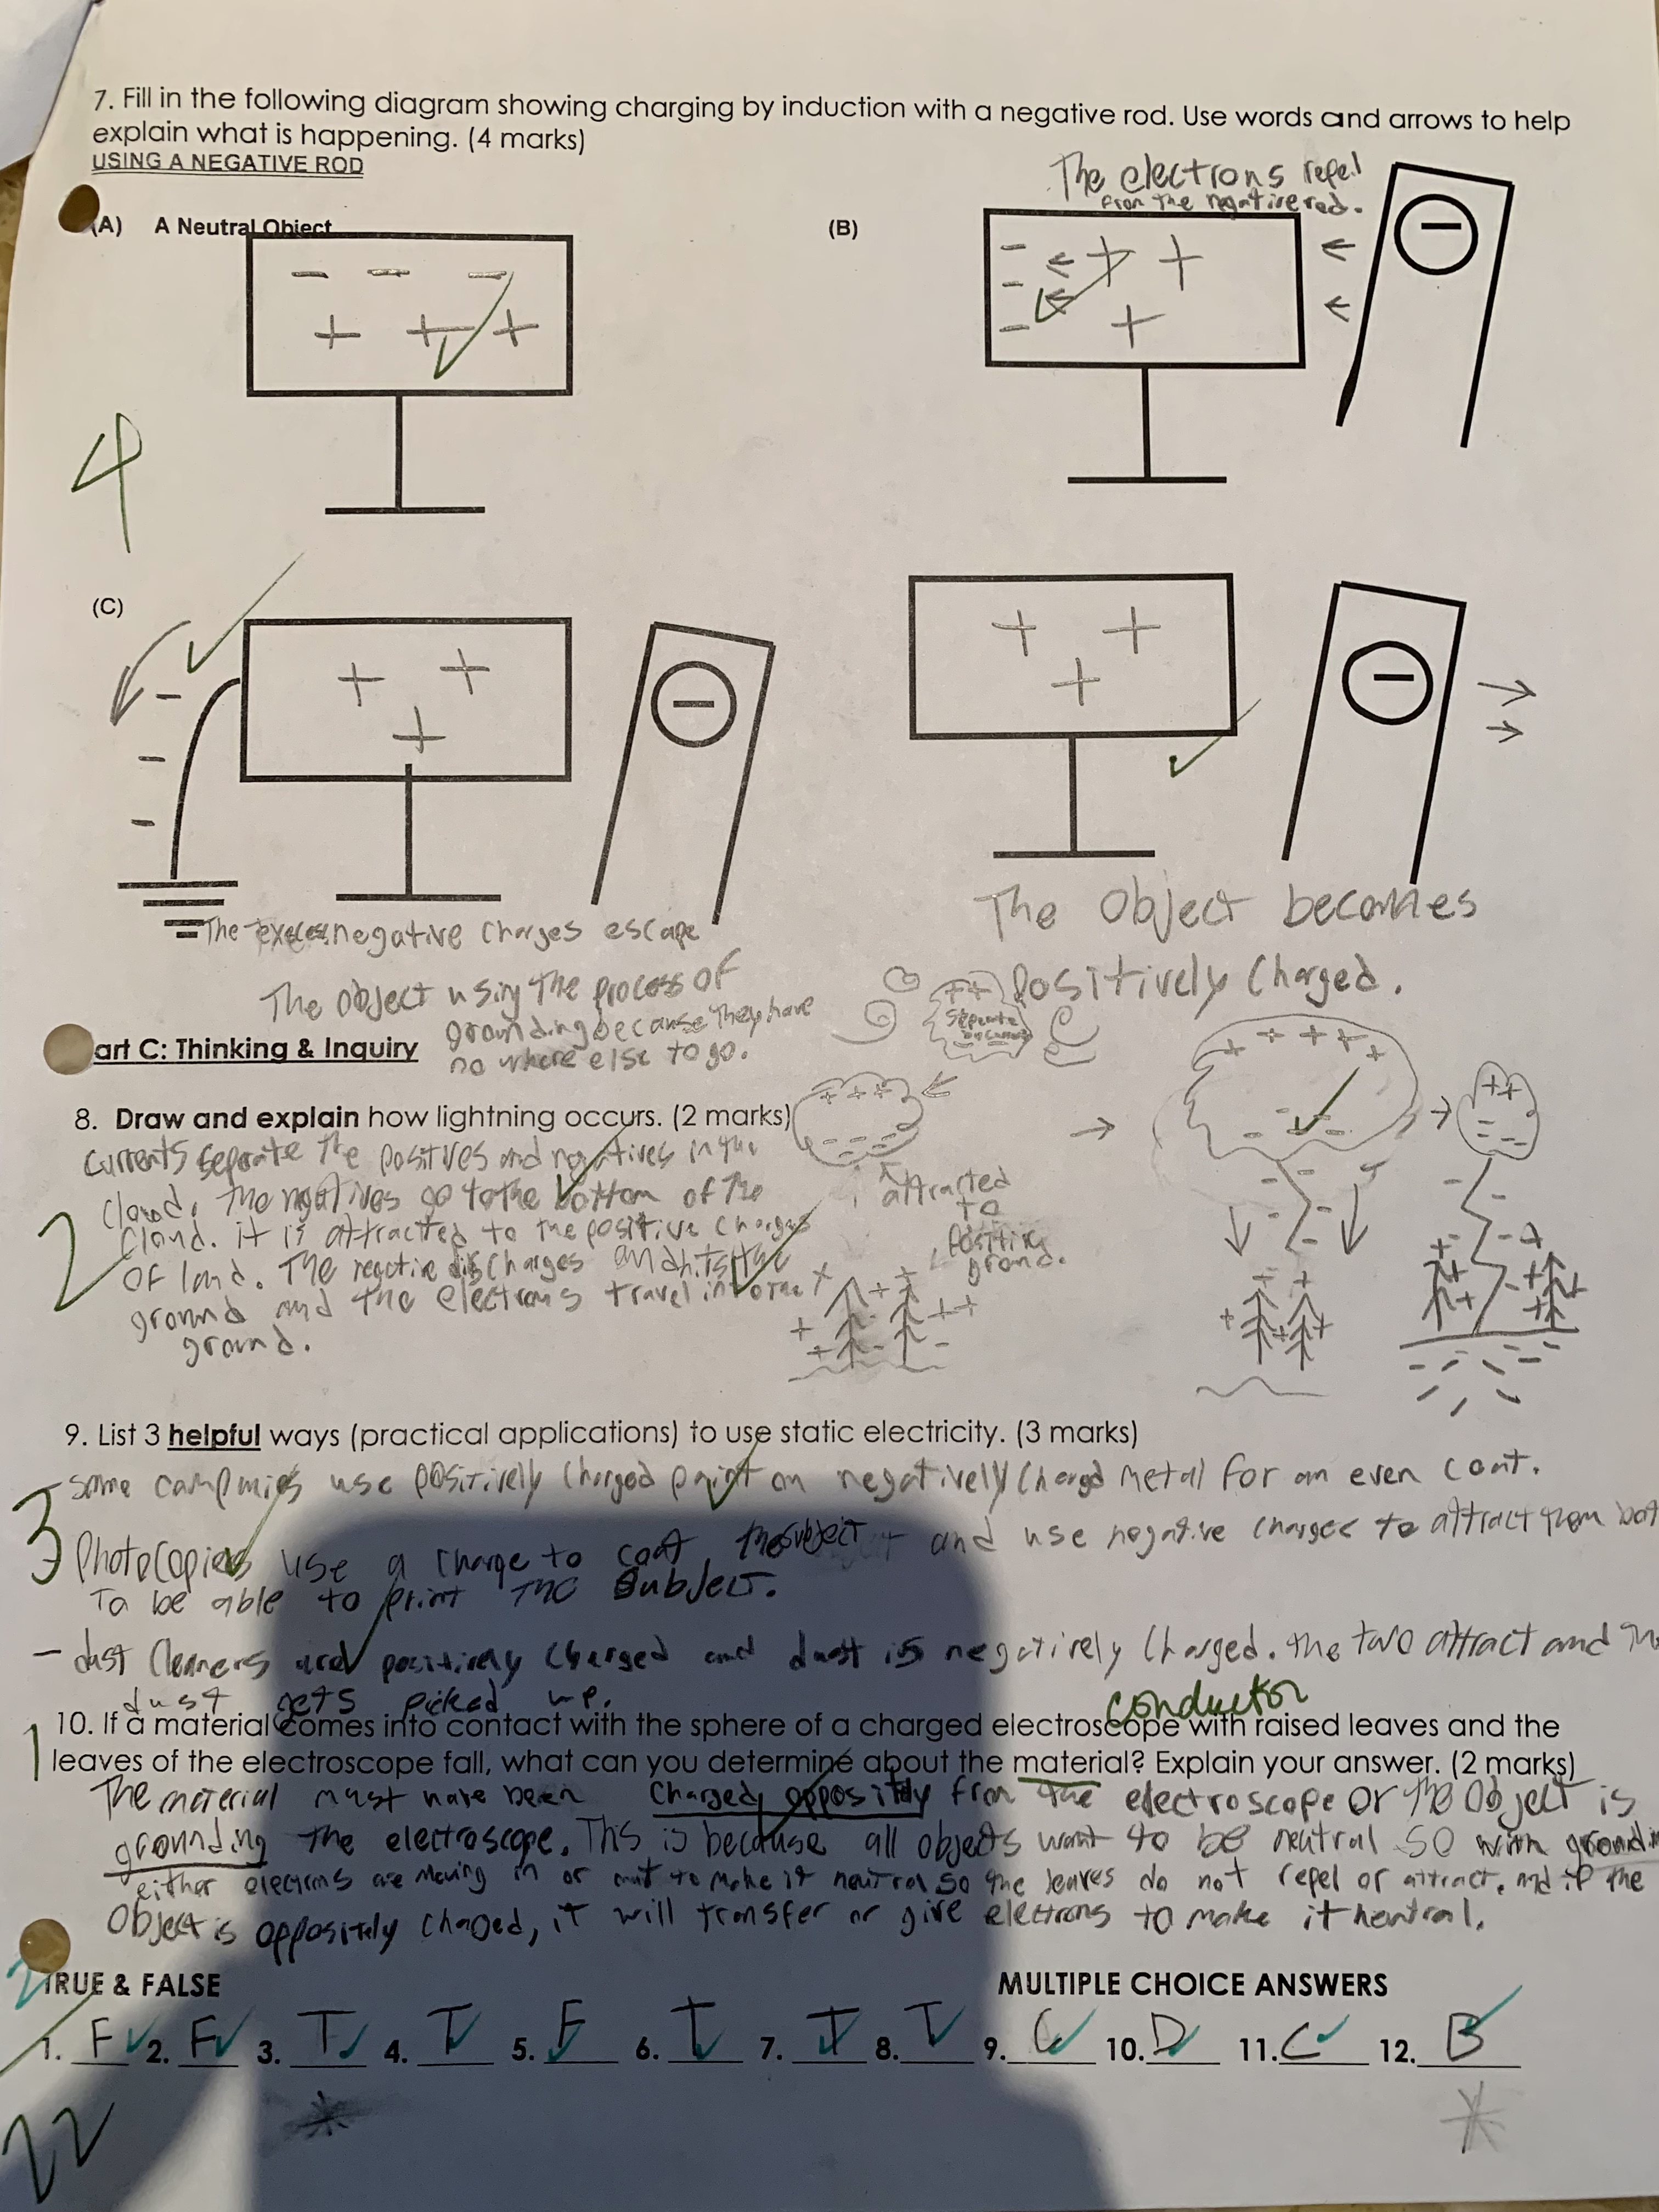 7. Fill in the following diagram showing charging by induction with a negative rod. Use words and arrows to help
explain what is happening. (4 marks)
USING A NEGATIVE ROD
The electrons repel
from the negative rod.
(A) A Neutral Object
(B)
− − −
+ + +
− ← + +
− ←
− +
←
←
−
4
(C)
−
−
−
+ +
+
−
+ +
+
−
→
→
The negative charges escape
The object using the process of
grounding because they have
no where else to go.
The object becomes
positively charged.
art C: Thinking & Inquiry
8. Draw and explain how lightning occurs. (2 marks)
currents seperate the positives and negatives in the
cloud. The negatives go to the bottom of the
cloud. it is attracted to the positive charges
of land. The negative discharges and hits the
ground and the electrons travel into the
ground.
2
++
Seperate
by currents
+ + +
attracted
to
positive
grond.
9. List 3 helpful ways (practical applications) to use static electricity. (3 marks)
3
- some companies use positively charged paint on negatively charged metal for an even coat.
Photocopiers use a charge to coat the subject and use negative charges to attract them
To be able to print the subject.
- dust cleaners are positively charged and dust is negatively charged. the two attract and
dust gets picked up.
conductor
10. If a material comes into contact with the sphere of a charged electroscope with raised leaves and the
leaves of the electroscope fall, what can you determine about the material? Explain your answer. (2 marks)
1
The material must have been charged oppositly from the electroscope or the object is
grounding the electroscope. This is because all objects want to be neutral so with
either electrons are moving in or out to make it neutral so the leaves do not repel or attract. and if the
object is oppositely chaged, it will transfer or give electrons to make it neutral.
TRUE & FALSE MULTIPLE CHOICE ANSWERS
1. F 2. F 3. T 4. T 5. F 6. T 7. T 8. T 9. C 10. D 11. C 12. B
22